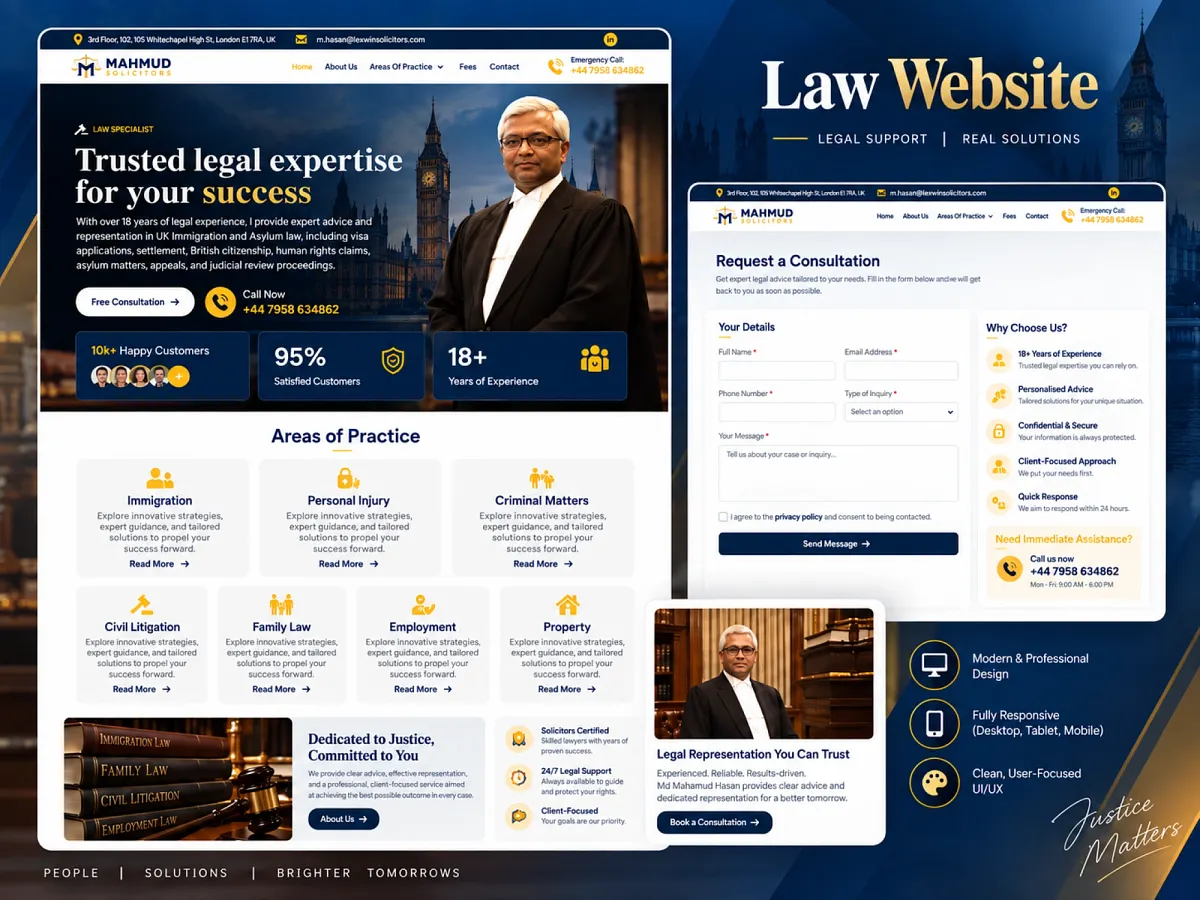 3rd Floor, 102, 105 Whitechapel High St, London E1 7RA, UK
m.hasan@lexwinsolicitors.com
in
MAHMUD
SOLICITORS
Home
About Us
Areas Of Practice
Fees
Contact
Emergency Call:
+44 7958 634862
LAW SPECIALIST
Trusted legal expertise
for your success
With over 18 years of legal experience, I provide expert advice and
representation in UK Immigration and Asylum law, including visa
applications, settlement, British citizenship, human rights claims,
asylum matters, appeals, and judicial review proceedings.
Free Consultation →
Call Now
+44 7958 634862
10k+ Happy Customers
+
95%
Satisfied Customers
18+
Years of Experience
Areas of Practice
Immigration
Explore innovative strategies,
expert guidance, and tailored
solutions to propel your
success forward.
Read More →
Personal Injury
Explore innovative strategies,
expert guidance, and tailored
solutions to propel your
success forward.
Read More →
Criminal Matters
Explore innovative strategies,
expert guidance, and tailored
solutions to propel your
success forward.
Read More →
Civil Litigation
Explore innovative strategies,
expert guidance, and tailored
solutions to propel your
success forward.
Read More →
Family Law
Explore innovative strategies,
expert guidance, and tailored
solutions to propel your
success forward.
Read More →
Employment
Explore innovative strategies,
expert guidance, and tailored
solutions to propel your
success forward.
Read More →
Property
Explore innovative strategies,
expert guidance, and tailored
solutions to propel your
success forward.
Read More →
IMMIGRATION LAW
FAMILY LAW
CIVIL LITIGATION
EMPLOYMENT LAW
Dedicated to Justice,
Committed to You
We provide clear advice, effective representation,
and a professional, client-focused service aimed
at achieving the best possible outcome in every case.
About Us →
Solicitors Certified
Skilled lawyers with years of
proven success.
24/7 Legal Support
Always available to guide
and protect your rights.
Client-Focused
Your goals are our priority.
PEOPLE | SOLUTIONS | BRIGHTER TOMORROWS
Law Website
LEGAL SUPPORT | REAL SOLUTIONS
3rd Floor, 102, 105 Whitechapel High St, London E1 7RA, UK
m.hasan@lexwinsolicitors.com
in
MAHMUD
SOLICITORS
Home
About Us
Areas Of Practice
Fees
Contact
Emergency Call:
+44 7958 634862
Request a Consultation
Get expert legal advice tailored to your needs. Fill in the form below andwe will get
back to you as soon as possible.
Your Details
Full Name *
Email Address *
Phone Number *
Type of Inquiry *
Select an option
Your Message *
Tell us about your case or inquiry...
I agree to the privacy policy and consent to being contacted.
Send Message →
Why Choose Us?
18+ Years of Experience
Trusted legal expertise you can rely on.
Personalised Advice
Tailored solutions for your unique situation.
Confidential & Secure
Your information is always protected.
Client-Focused Approach
We put your needs first.
Quick Response
We aim to respond within 24 hours.
Need Immediate Assistance?
Call us now
+44 7958 634862
Mon - Fri: 9:00 AM - 6:00 PM
Legal Representation You Can Trust
Experienced. Reliable. Results-driven.
Md Mahamud Hasan provides clear advice and
dedicated representation for a better tomorrow.
Book a Consultation →
Modern & Professional
Design
Fully Responsive
(Desktop, Tablet, Mobile)
Clean, User-Focused
UI/UX
Justice
Matters